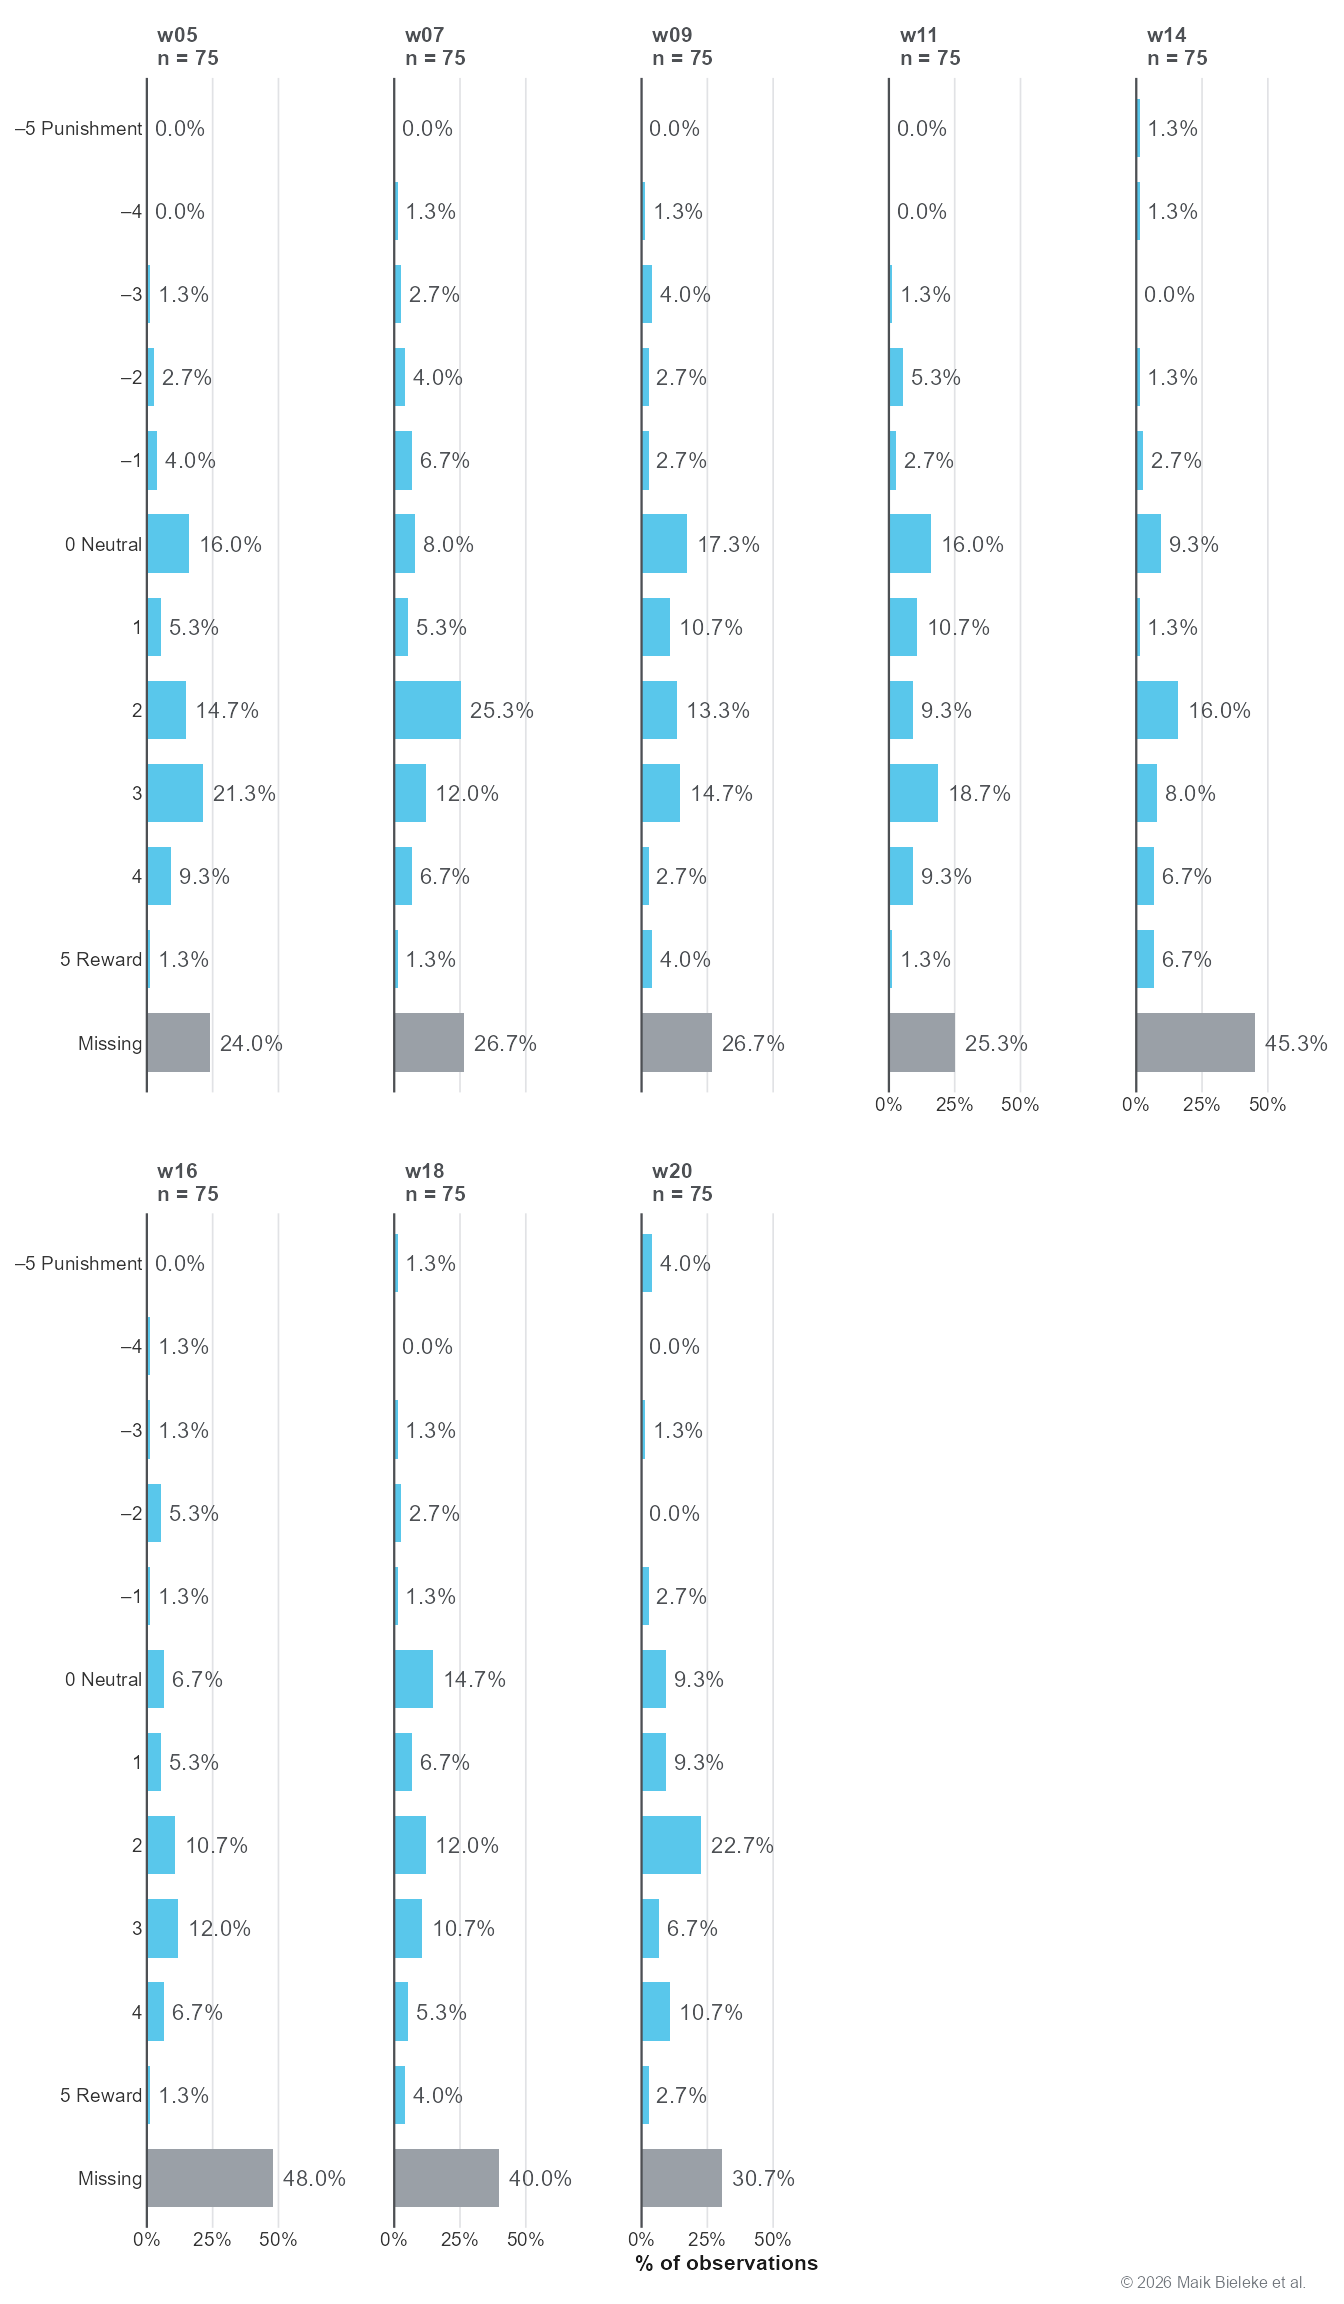 w05 w07 w09 w11 w14
n = 75 n = 75 n = 75 n = 75 n = 75
–5 Punishment 0.0% 0.0% 0.0% 0.0% 1.3%
–4 0.0% 1.3% 1.3% 0.0% 1.3%
–3 1.3% 2.7% 4.0% 1.3% 0.0%
–2 2.7% 4.0% 2.7% 5.3% 1.3%
–1 4.0% 6.7% 2.7% 2.7% 2.7%
0 Neutral 16.0% 8.0% 17.3% 16.0% 9.3%
1 5.3% 5.3% 10.7% 10.7% 1.3%
2 14.7% 25.3% 13.3% 9.3% 16.0%
3 21.3% 12.0% 14.7% 18.7% 8.0%
4 9.3% 6.7% 2.7% 9.3% 6.7%
5 Reward 1.3% 1.3% 4.0% 1.3% 6.7%
Missing 24.0% 26.7% 26.7% 25.3% 45.3%
0% 25% 50% 0% 25% 50%
w16 w18 w20
n = 75 n = 75 n = 75
–5 Punishment 0.0% 1.3% 4.0%
–4 1.3% 0.0% 0.0%
–3 1.3% 1.3% 1.3%
–2 5.3% 2.7% 0.0%
–1 1.3% 1.3% 2.7%
0 Neutral 6.7% 14.7% 9.3%
1 5.3% 6.7% 9.3%
2 10.7% 12.0% 22.7%
3 12.0% 10.7% 6.7%
4 6.7% 5.3% 10.7%
5 Reward 1.3% 4.0% 2.7%
Missing 48.0% 40.0% 30.7%
0% 25% 50% 0% 25% 50% 0% 25% 50%
% of observations
© 2026 Maik Bieleke et al.